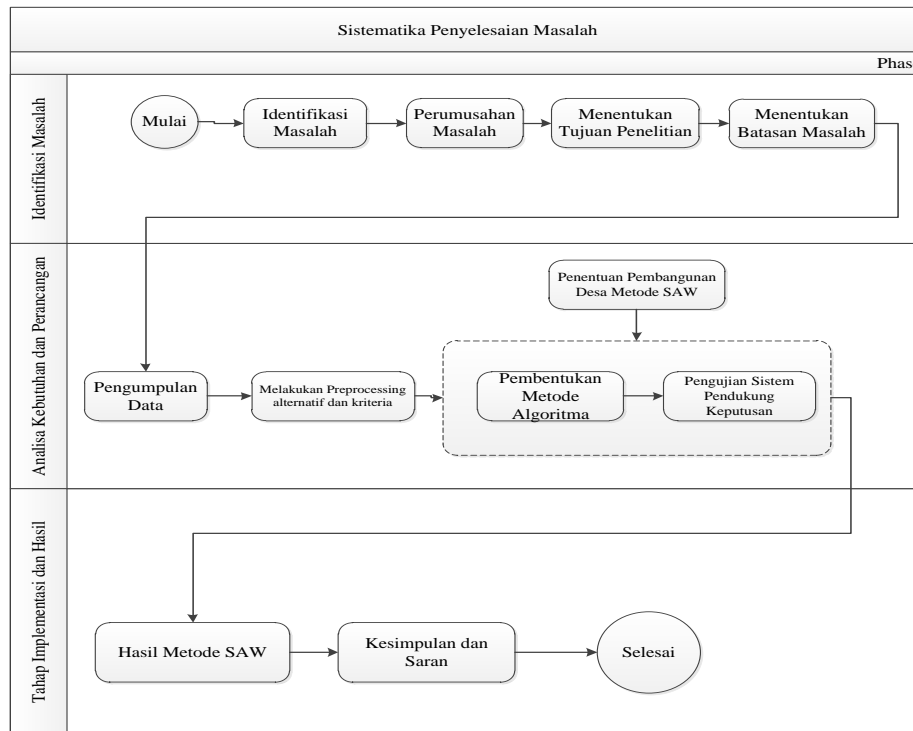 Sistematika Penyelesaian Masalah
Phas
Identifikasi Masalah
Mulai
Identifikasi
Masalah
Perumusahan
Masalah
Menentukan
Tujuan Penelitian
Menentukan
Batasan Masalah
Analisa Kebutuhan dan Perancangan
Penentuan Pembangunan
Desa Metode SAW
Pengumpulan
Data
Melakukan Preprocessing
alternatif dan kriteria
Pembentukan
Metode
Algoritma
Pengujian Sistem
Pendukung
Keputusan
Tahap Implementasi dan Hasil
Hasil Metode SAW
Kesimpulan dan
Saran
Selesai